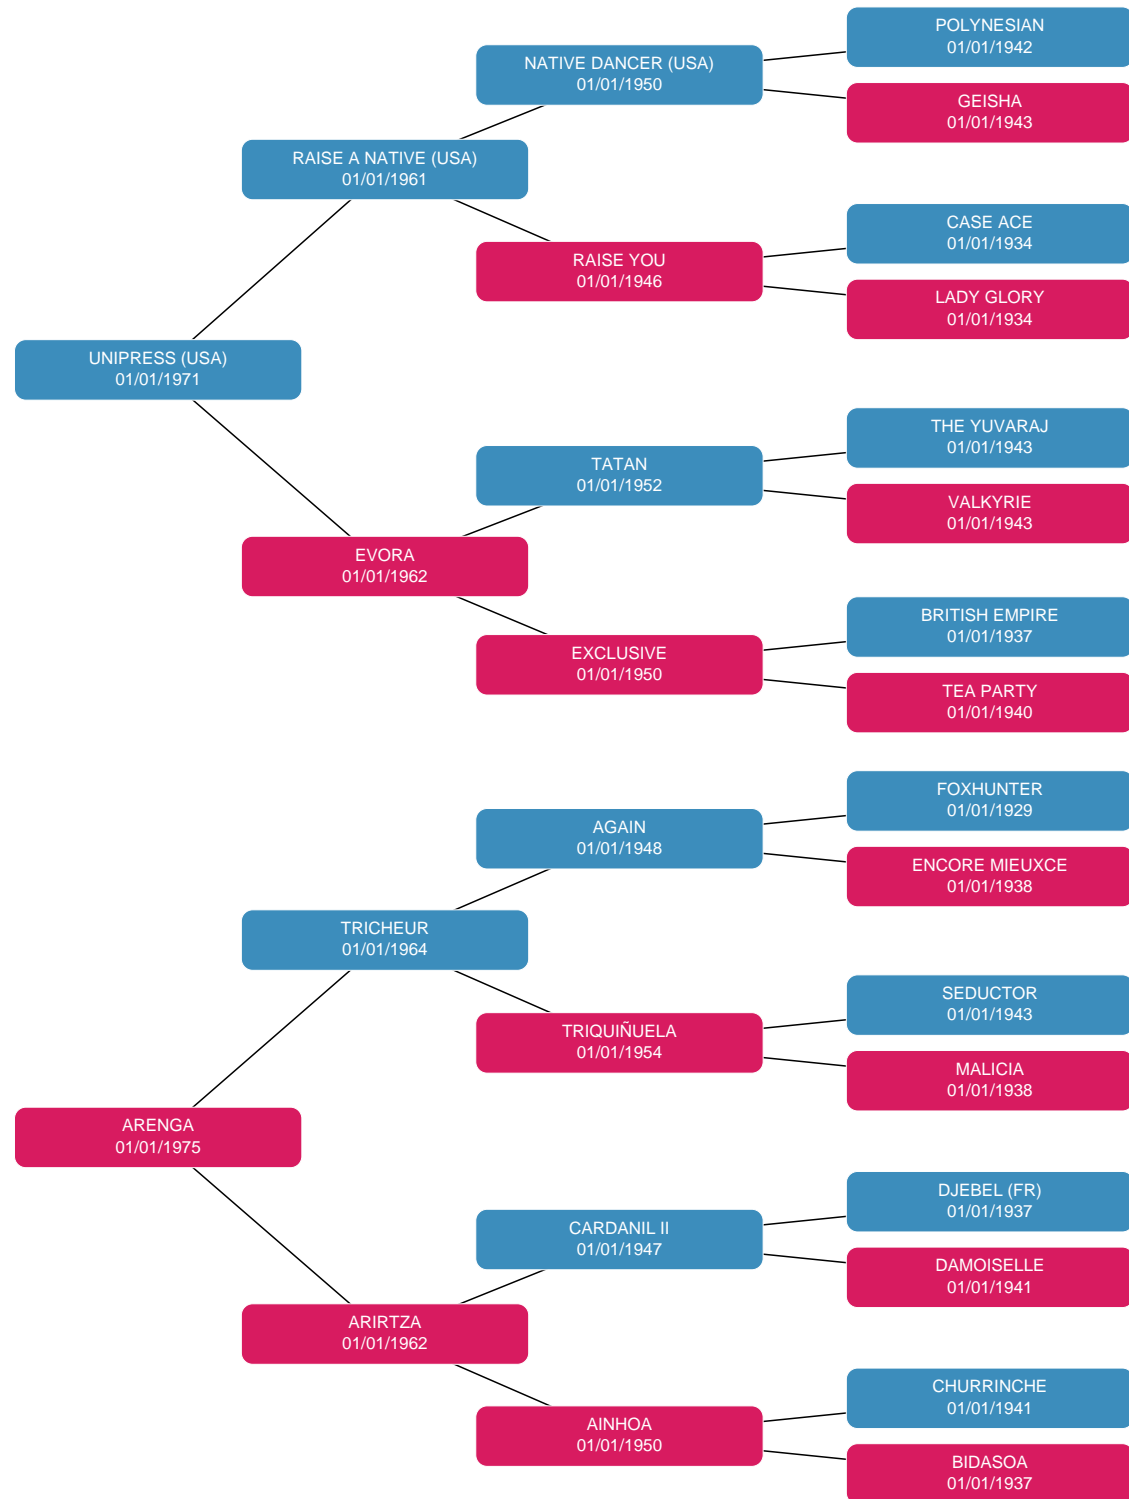 POLYNESIAN
01/01/1942
NATIVE DANCER (USA)
01/01/1950
GEISHA
01/01/1943
RAISE A NATIVE (USA)
01/01/1961
CASE ACE
01/01/1934
RAISE YOU
01/01/1946
LADY GLORY
01/01/1934
UNIPRESS (USA)
01/01/1971
THE YUVARAJ
01/01/1943
TATAN
01/01/1952
VALKYRIE
01/01/1943
EVORA
01/01/1962
BRITISH EMPIRE
01/01/1937
EXCLUSIVE
01/01/1950
TEA PARTY
01/01/1940
FOXHUNTER
01/01/1929
AGAIN
01/01/1948
ENCORE MIEUXCE
01/01/1938
TRICHEUR
01/01/1964
SEDUCTOR
01/01/1943
TRIQUIÑUELA
01/01/1954
MALICIA
01/01/1938
ARENGA
01/01/1975
DJEBEL (FR)
01/01/1937
CARDANIL II
01/01/1947
DAMOISELLE
01/01/1941
ARIRTZA
01/01/1962
CHURRINCHE
01/01/1941
AINHOA
01/01/1950
BIDASOA
01/01/1937